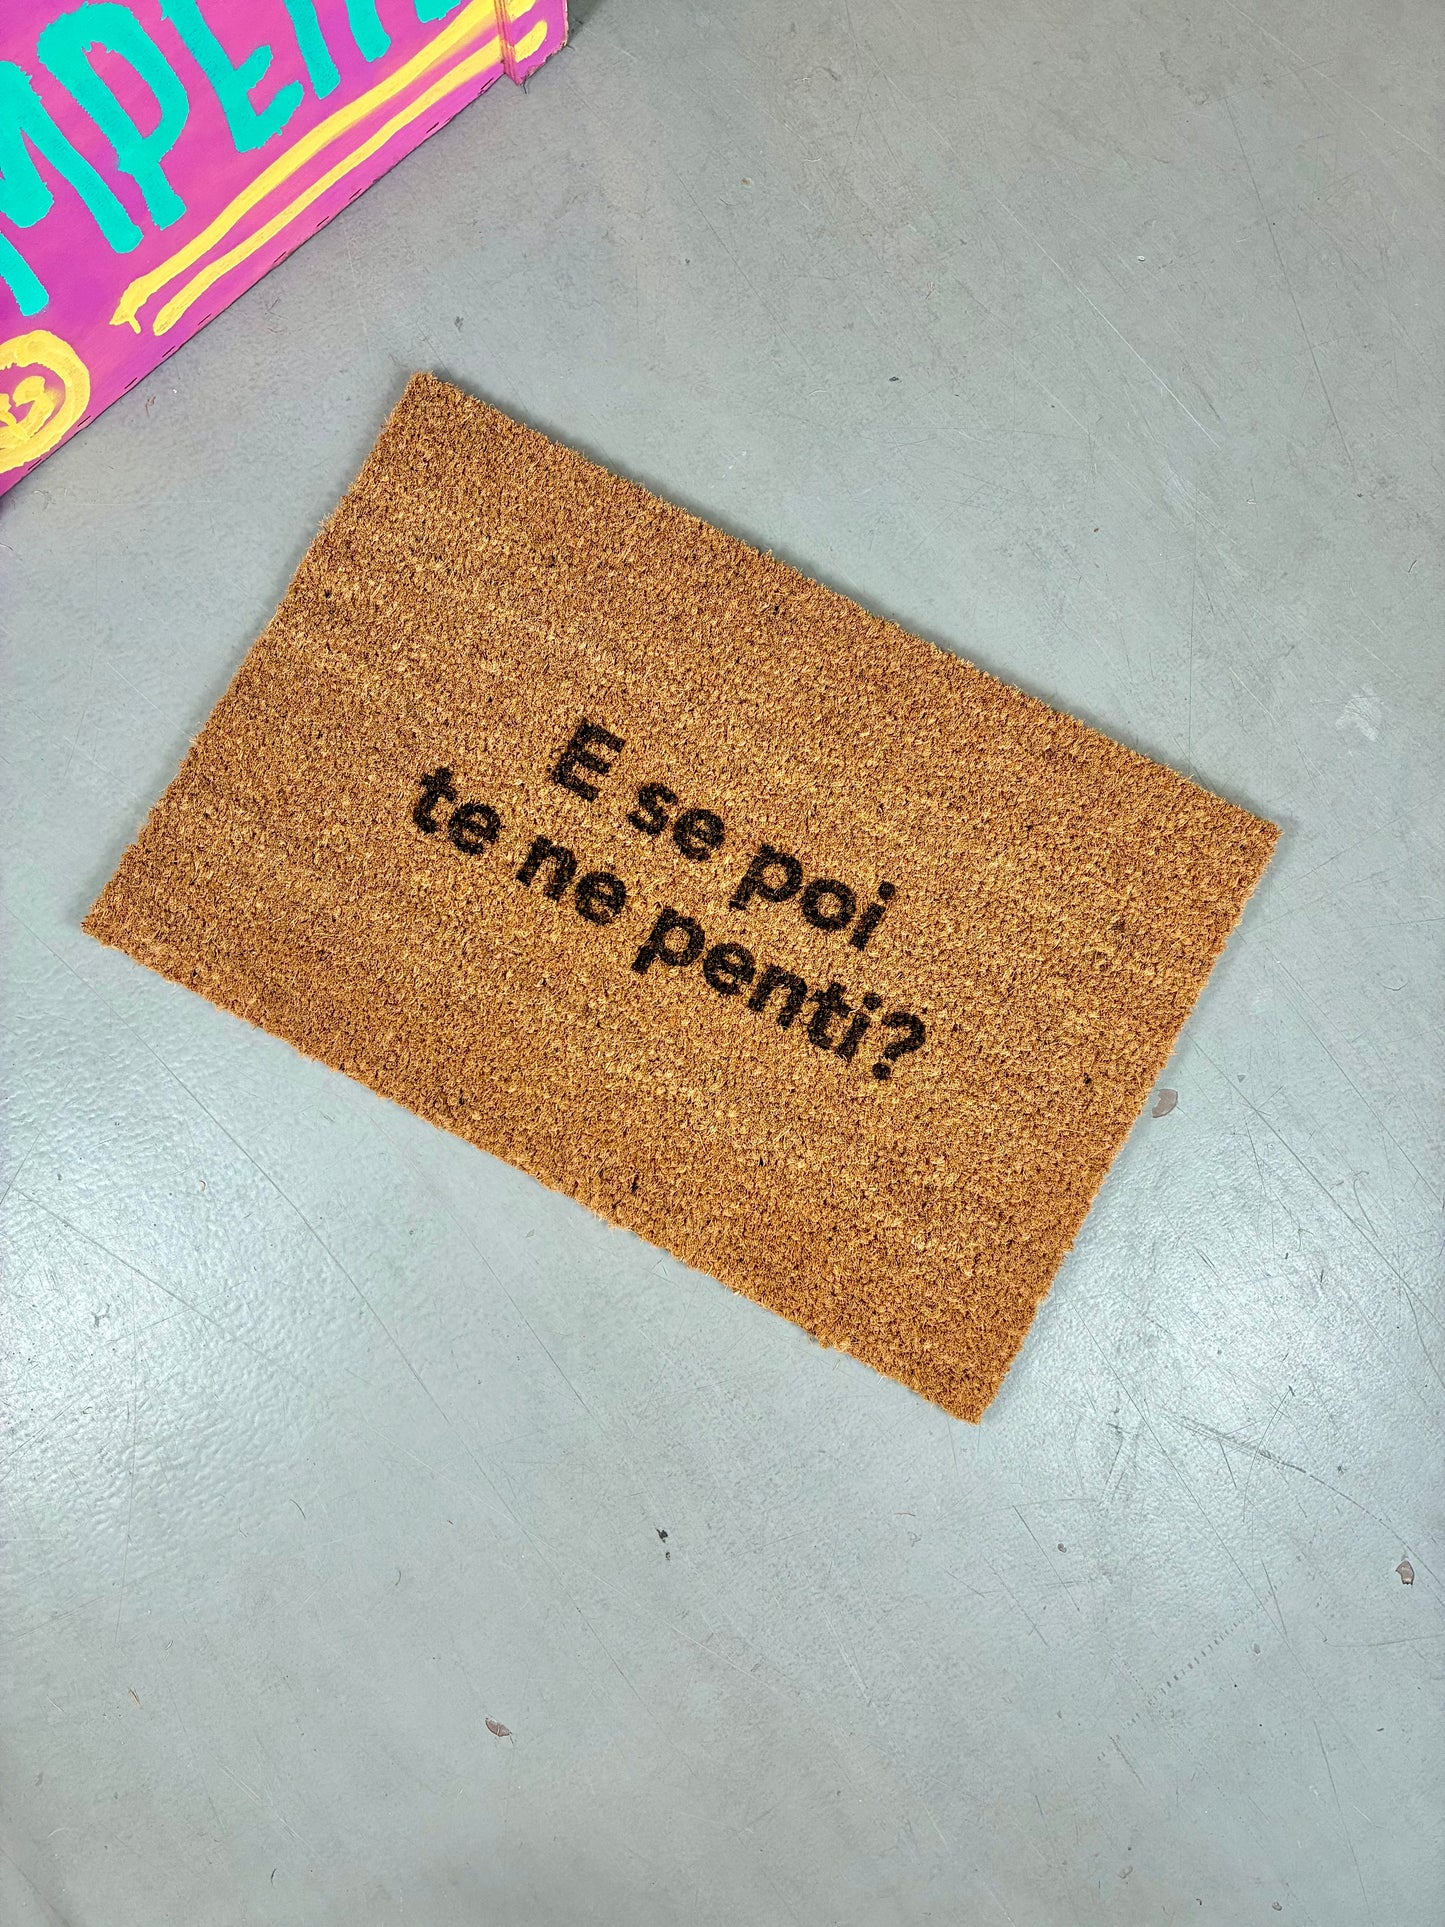 E se poi
te ne penti?